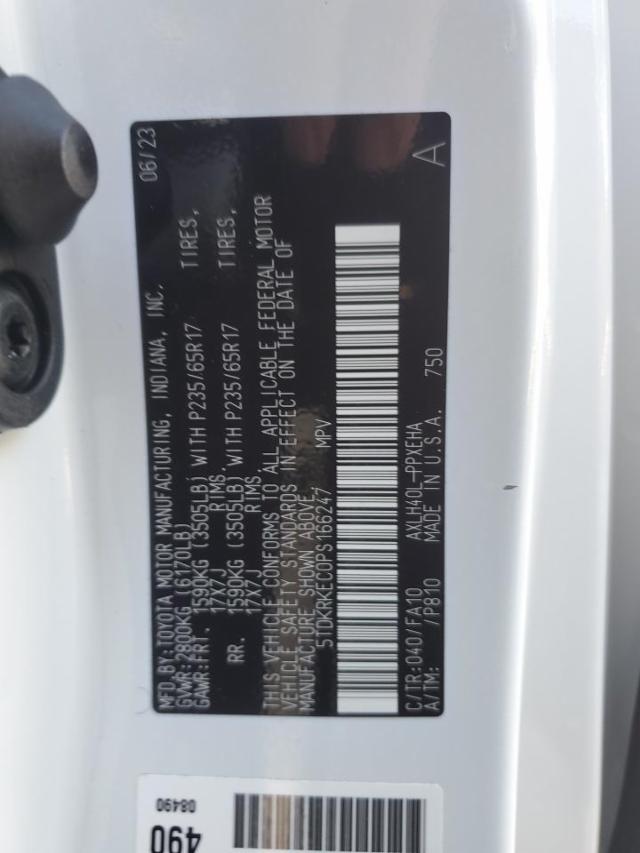 MFD.BY:TOYOTA MOTOR MANUFACTURING, INDIANA, INC. 06/23
GVWR:2800KG (6170LB)
GAWR:FRT. 1590KG (3505LB) WITH P235/65R17 TIRES,
17X7J RIMS.
RR. 1590KG (3505LB) WITH P235/65R17 TIRES,
17X7J RIMS.
THIS VEHICLE CONFORMS TO ALL APPLICABLE FEDERAL MOTOR
VEHICLE SAFETY STANDARDS IN EFFECT ON THE DATE OF
MANUFACTURE SHOWN ABOVE.
5TDKRKEC0PS166247 MPV
C/TR:040/FA10 AXLH40L-PPXEHA A
A/TM: /P810 MADE IN U.S.A. 750
08490
490